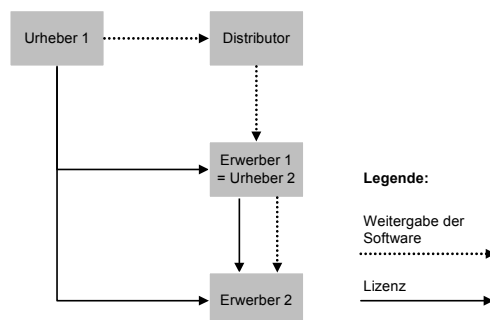 Urheber 1
Distributor
Erwerber 1
= Urheber 2
Legende:
Weitergabe der
Software
Lizenz
Erwerber 2